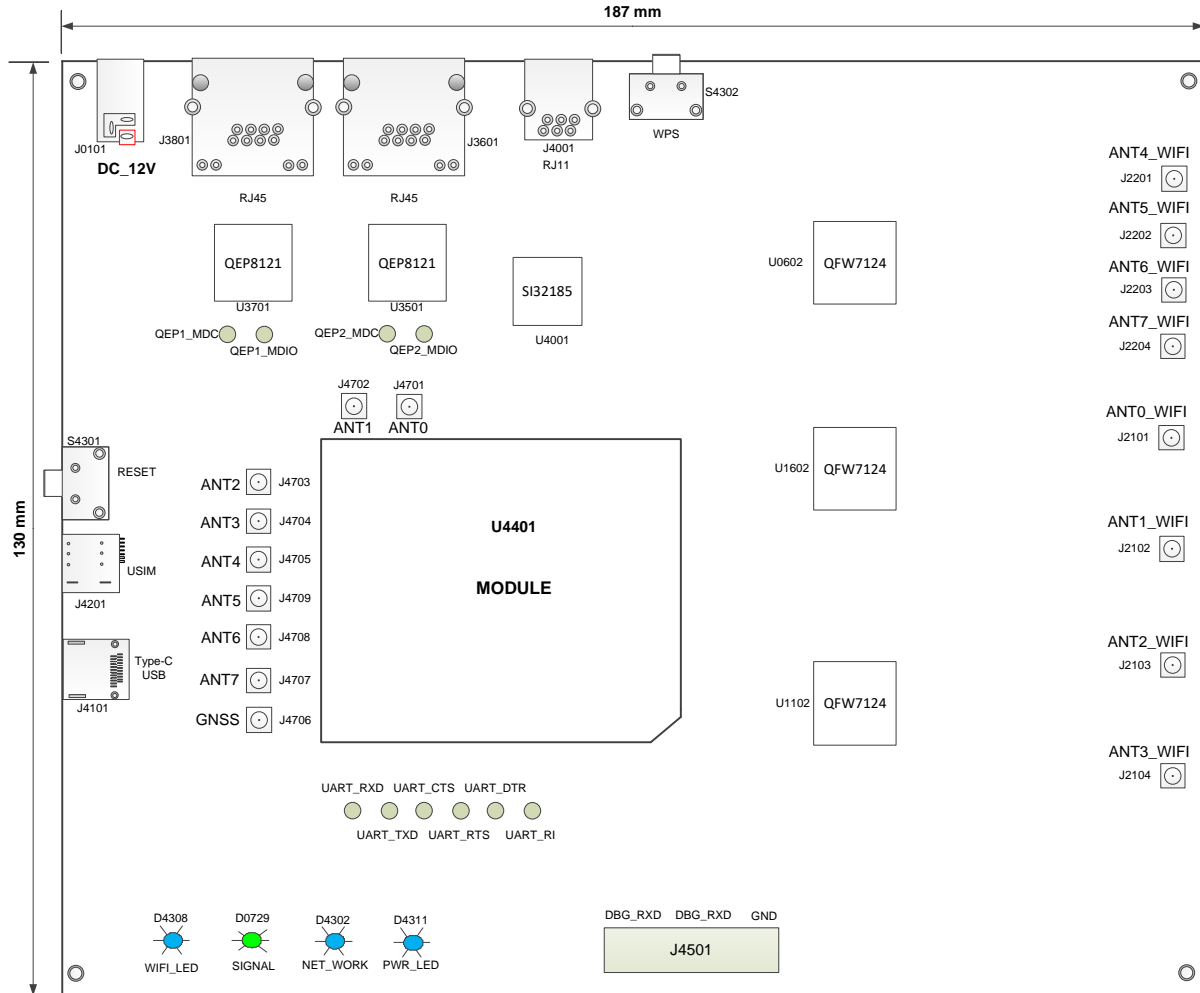 187 mm
130 mm
J0101
DC_12V
J3801
RJ45
J3601
RJ45
J4001
RJ11
S4302
WPS
ANT4_WIFI
J2201
ANT5_WIFI
J2202
ANT6_WIFI
J2203
ANT7_WIFI
J2204
QEP8121
U3701
QEP8121
U3501
SI32185
U4001
U0602
QFW7124
QEP1_MDC
QEP1_MDIO
QEP2_MDC
QEP2_MDIO
J4702
J4701
ANT1
ANT0
ANT0_WIFI
J2101
S4301
RESET
U1602
QFW7124
ANT2
J4703
ANT3
J4704
ANT4
J4705
ANT5
J4709
ANT6
J4708
ANT7
J4707
GNSS
J4706
U4401
MODULE
ANT1_WIFI
J2102
USIM
J4201
Type-C
USB
J4101
ANT2_WIFI
J2103
U1102
QFW7124
ANT3_WIFI
J2104
UART_RXD
UART_CTS
UART_DTR
UART_TXD
UART_RTS
UART_RI
D4308
WIFI_LED
D0729
SIGNAL
D4302
NET_WORK
D4311
PWR_LED
DBG_RXD
DBG_RXD
GND
J4501